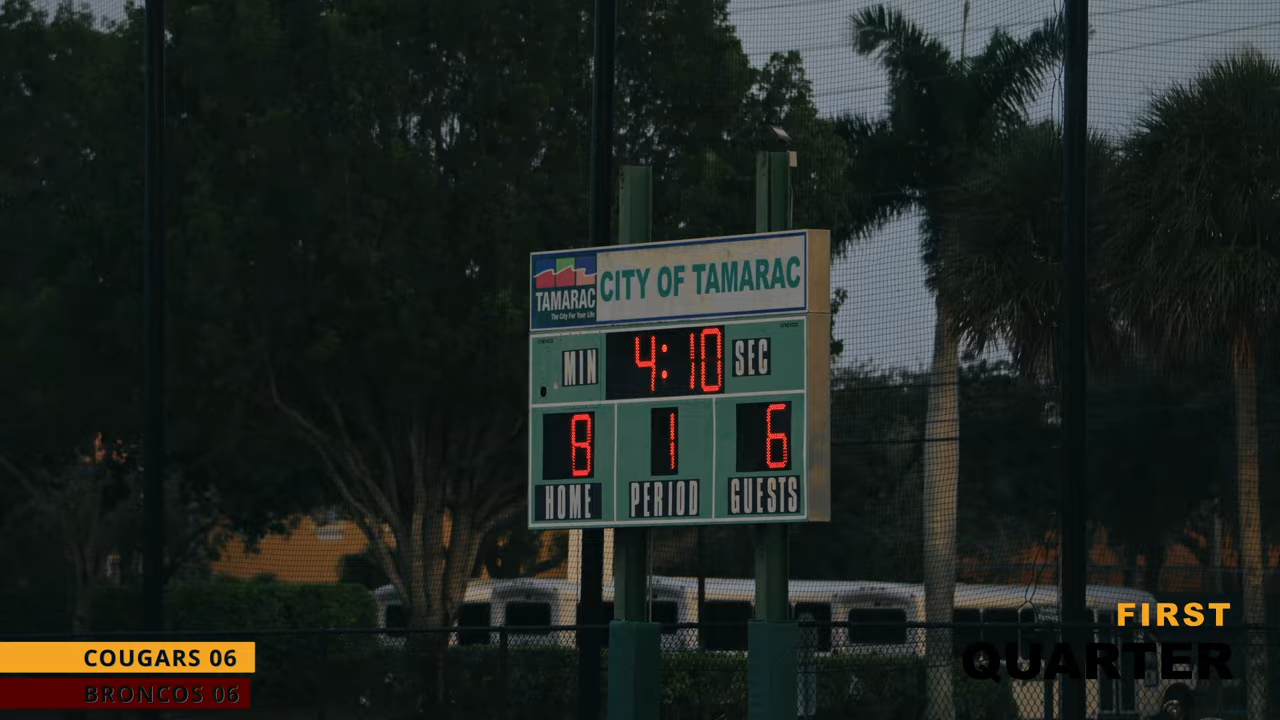 CITY OF TAMARAC
TAMARAC
The City For Your Life
MIN 4:10 SEC
8 1 6
HOME PERIOD GUESTS
FIRST
QUARTER
COUGARS 06
BRONCOS 06